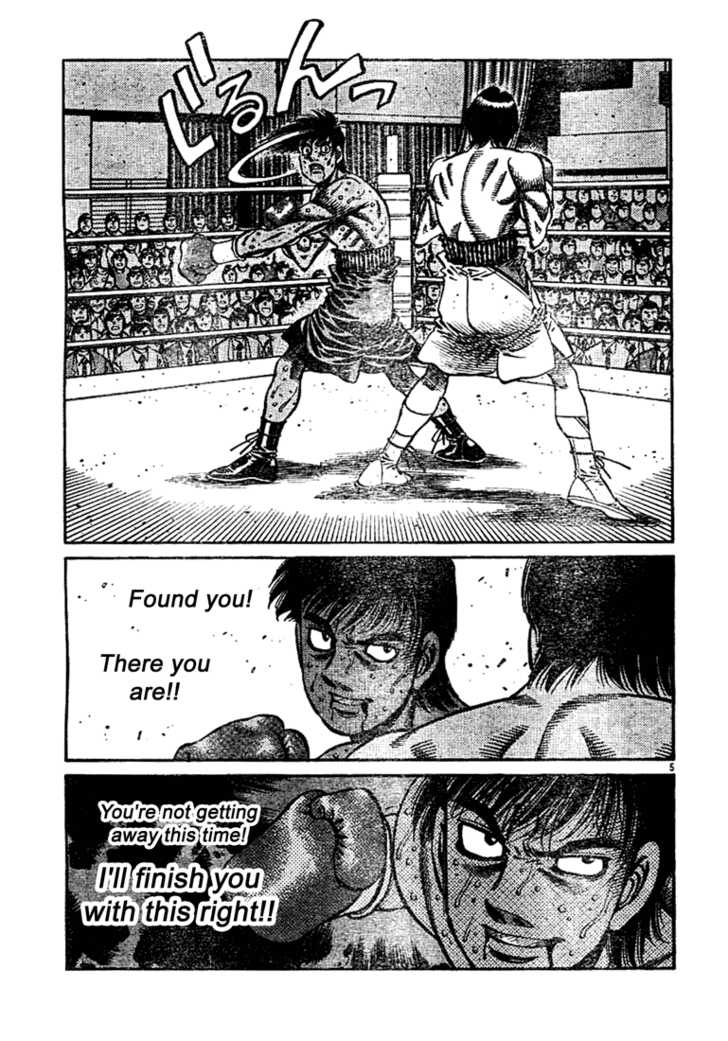 ぐるんっ
Found you!
There you
are!!
5
You're not getting
away this time!
I'll finish you
with this right!!